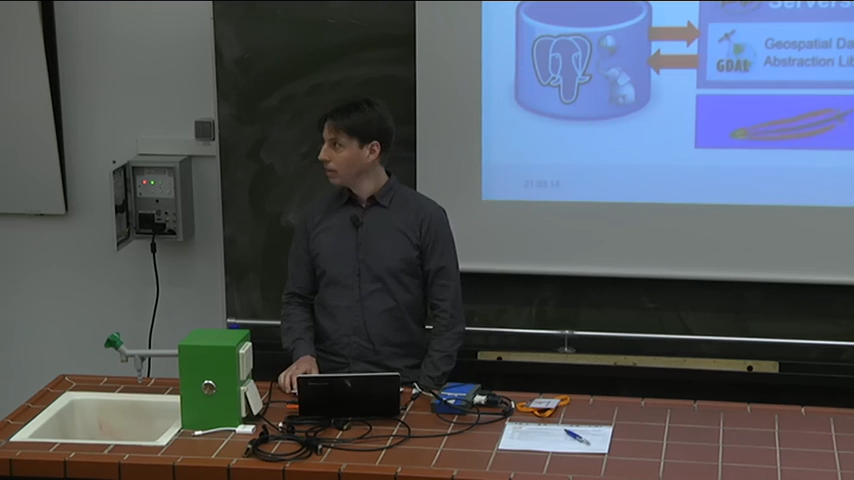 Servers
Geospatial Da
Abstraction Lib
GDAL
21.03.14